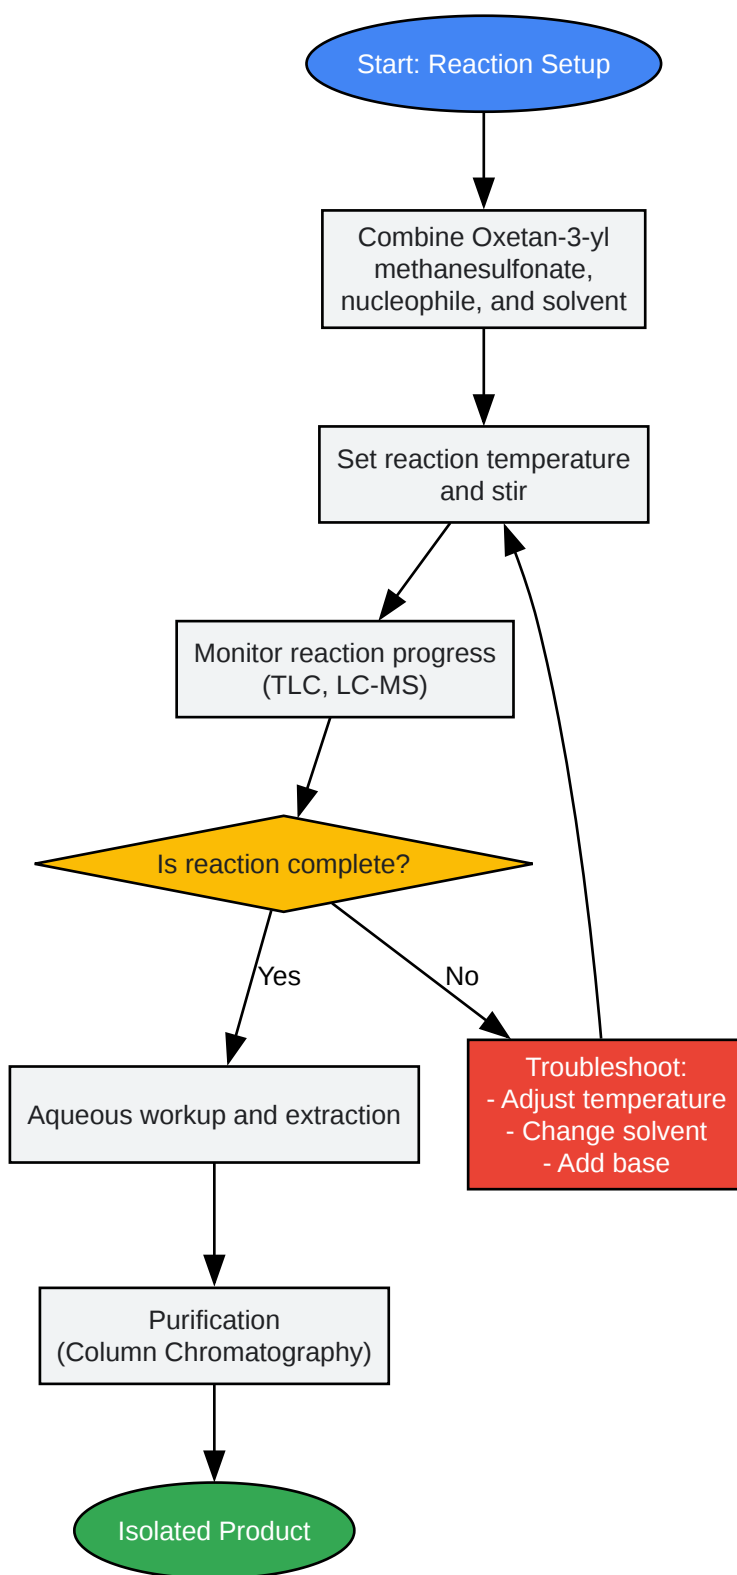 Start: Reaction Setup
Combine Oxetan-3-yl
methanesulfonate,
nucleophile, and solvent
Set reaction temperature
and stir
Monitor reaction progress
(TLC, LC-MS)
Is reaction complete?
Yes
No
Troubleshoot:
- Adjust temperature
- Change solvent
- Add base
Aqueous workup and extraction
Purification
(Column Chromatography)
Isolated Product